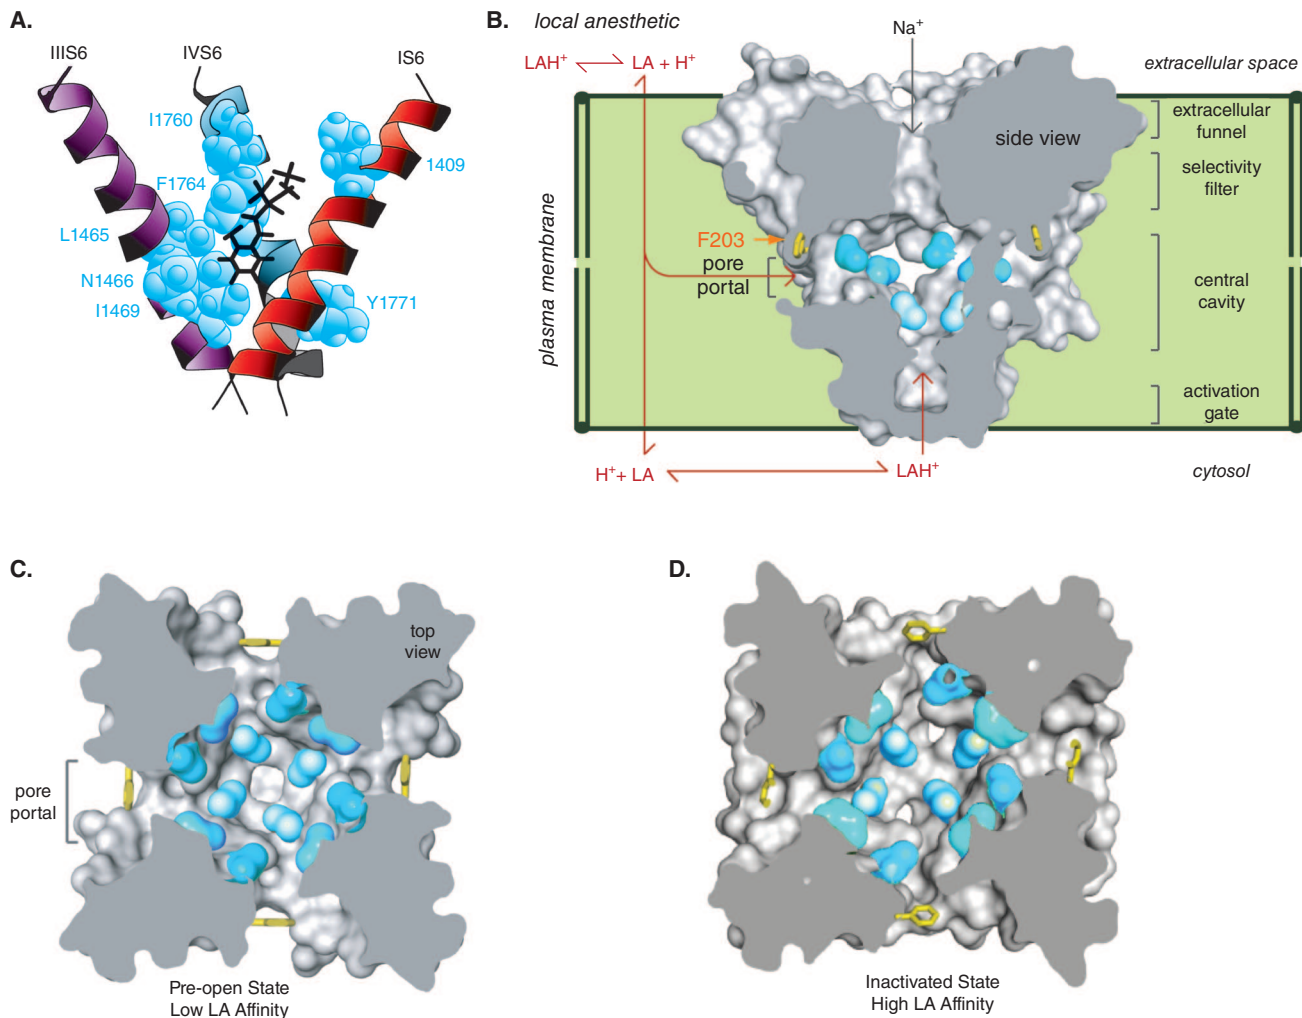 A.
IIIS6
IVS6
IS6
I1760
1409
F1764
L1465
N1466
I1469
Y1771
B.
local anesthetic
Na⁺
LAH⁺
LA + H⁺
extracellular space
side view
extracellular
funnel
selectivity
filter
F203
pore
portal
plasma membrane
central
cavity
activation
gate
H⁺+ LA
LAH⁺
cytosol
C.
top
view
pore
portal
Pre-open State
Low LA Affinity
D.
Inactivated State
High LA Affinity